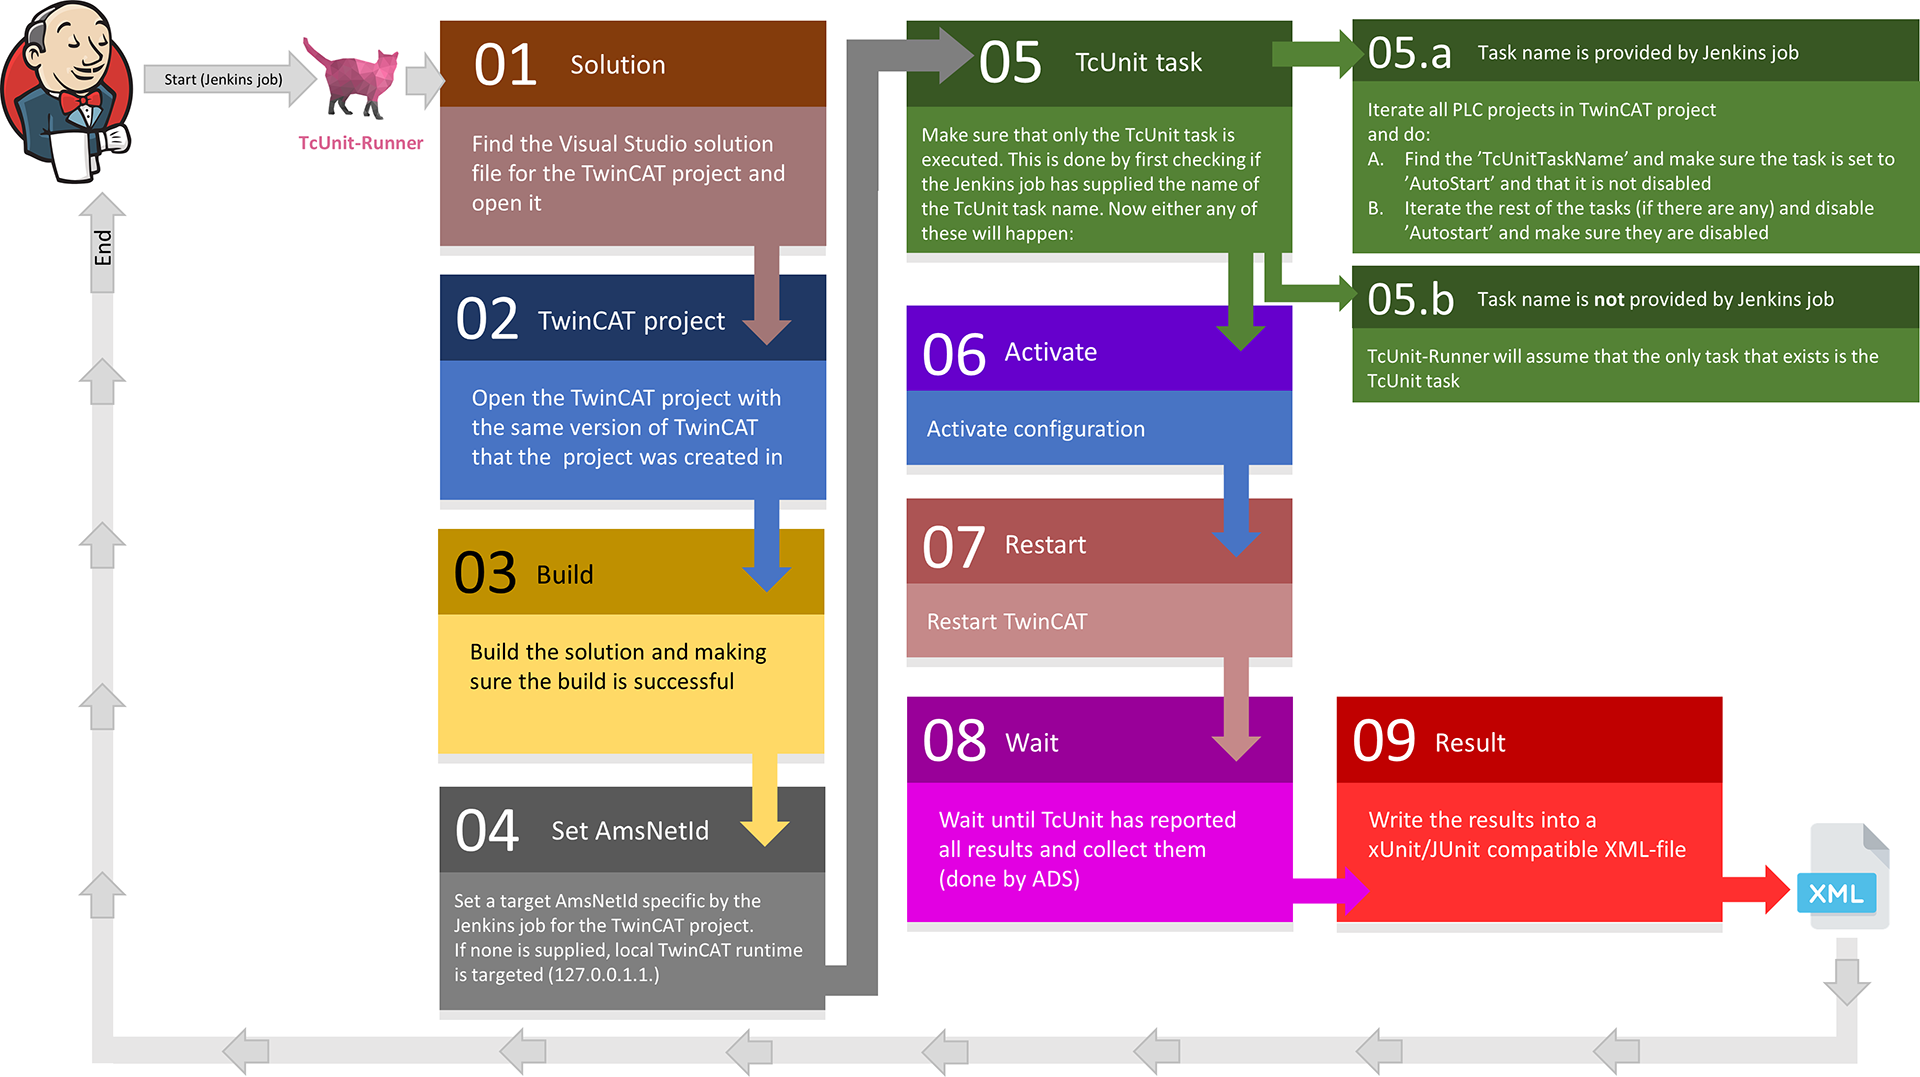 Start (Jenkins job)
TcUnit-Runner
End
01 Solution
Find the Visual Studio solution
file for the TwinCAT project and
open it
02 TwinCAT project
Open the TwinCAT project with
the same version of TwinCAT
that the  project was created in
03 Build
Build the solution and making
sure the build is successful
04 Set AmsNetId
Set a target AmsNetId specific by the
Jenkins job for the TwinCAT project.
If none is supplied, local TwinCAT runtime
is targeted (127.0.0.1.1.)
05 TcUnit task
Make sure that only the TcUnit task is
executed. This is done by first checking if
the Jenkins job has supplied the name of
the TcUnit task name. Now either any of
these will happen:
05.a Task name is provided by Jenkins job
Iterate all PLC projects in TwinCAT project
and do:
A. Find the ’TcUnitTaskName’ and make sure the task is set to
’AutoStart’ and that it is not disabled
B. Iterate the rest of the tasks (if there are any) and disable
’Autostart’ and make sure they are disabled
05.b Task name is not provided by Jenkins job
TcUnit-Runner will assume that the only task that exists is the
TcUnit task
06 Activate
Activate configuration
07 Restart
Restart TwinCAT
08 Wait
Wait until TcUnit has reported
all results and collect them
(done by ADS)
09 Result
Write the results into a
xUnit/JUnit compatible XML-file
XML